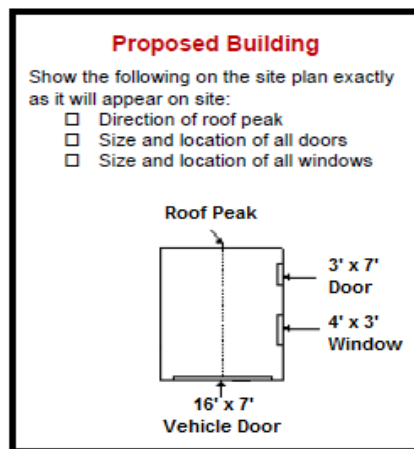 Proposed Building
Show the following on the site plan exactly
as it will appear on site:
☐ Direction of roof peak
☐ Size and location of all doors
☐ Size and location of all windows
Roof Peak
3' x 7'
Door
4' x 3'
Window
16' x 7'
Vehicle Door